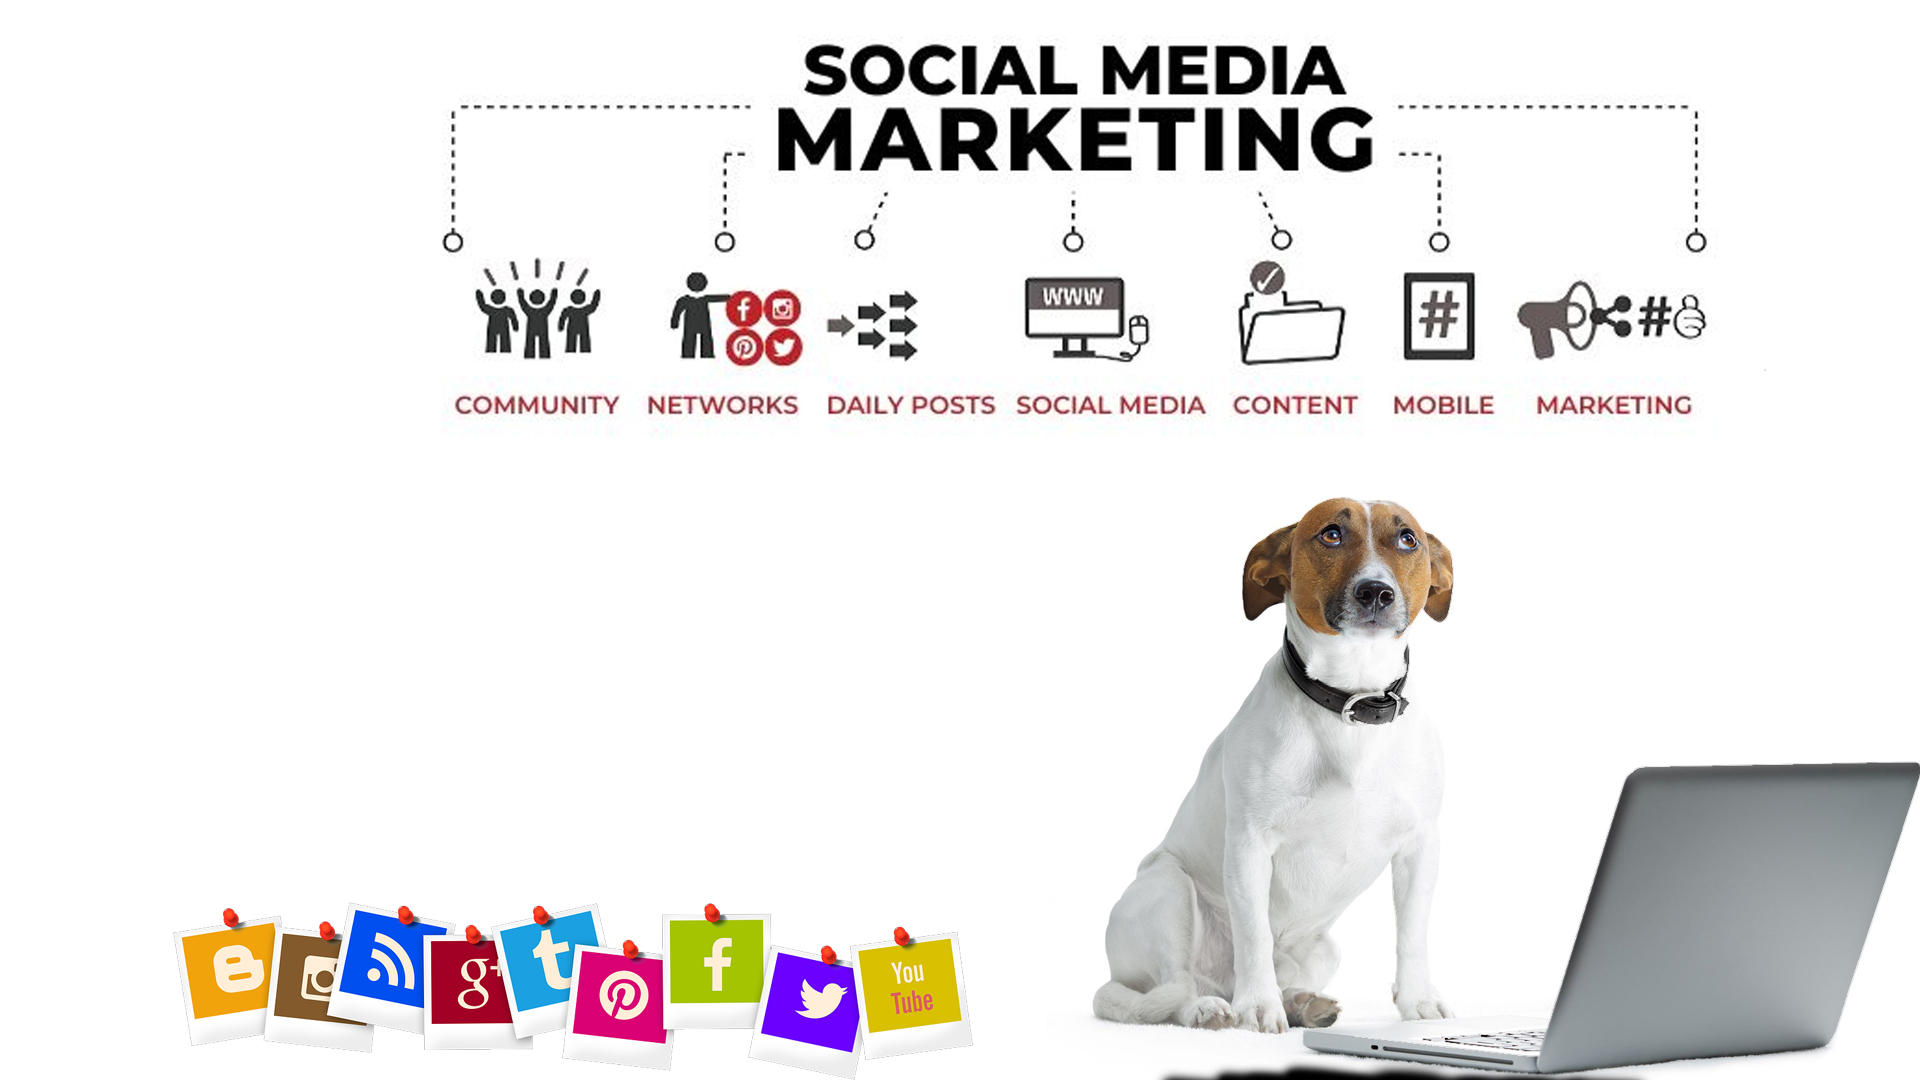 SOCIAL MEDIA
MARKETING
WWW
#
#
COMMUNITY
NETWORKS
DAILY POSTS
SOCIAL MEDIA
CONTENT
MOBILE
MARKETING
g+
t
f
You
Tube